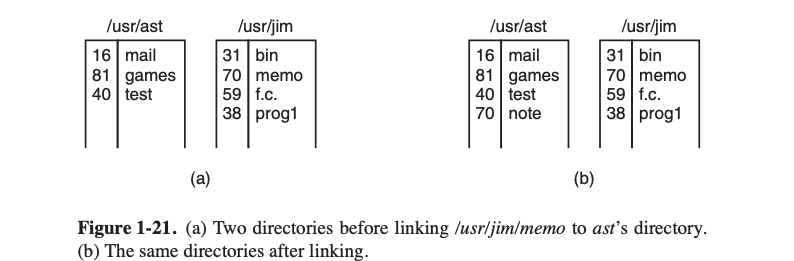 /usr/ast
16 mail
81 games
40 test
/usr/jim
31 bin
70 memo
59 f.c.
38 prog1
(a)
/usr/ast
16 mail
81 games
40 test
70 note
/usr/jim
31 bin
70 memo
59 f.c.
38 prog1
(b)
Figure 1-21. (a) Two directories before linking /usr/jim/memo to ast’s directory.
(b) The same directories after linking.